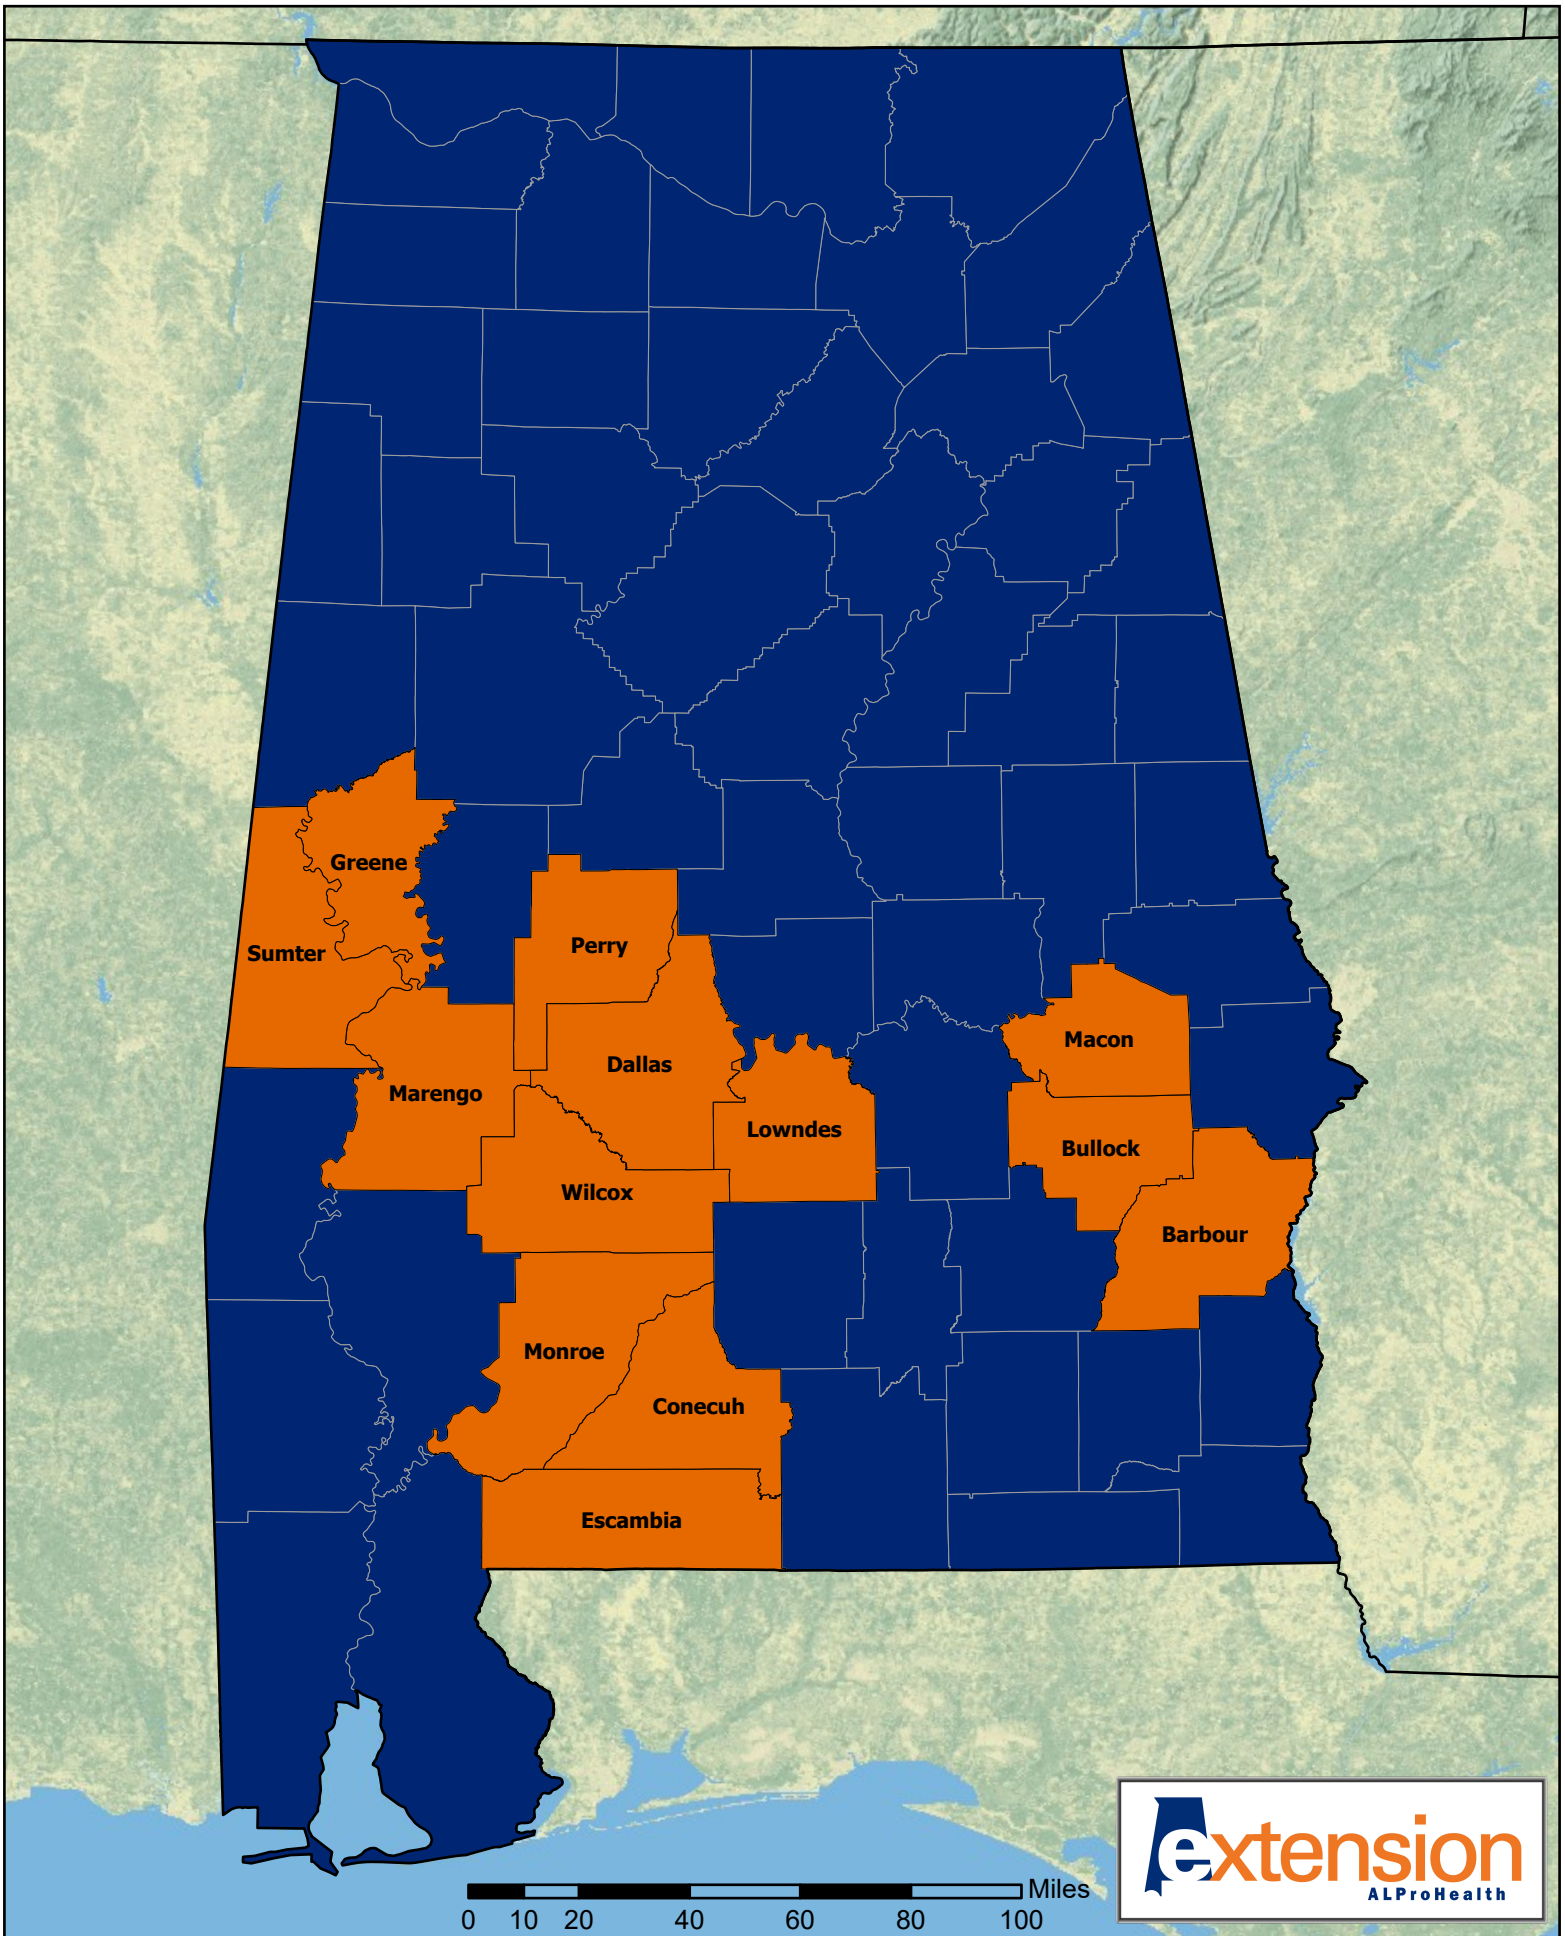 Greene
Sumter
Perry
Macon
Dallas
Marengo
Lowndes
Bullock
Wilcox
Barbour
Monroe
Conecuh
Escambia
extension
ALProHealth
Miles
0 10 20 40 60 80 100